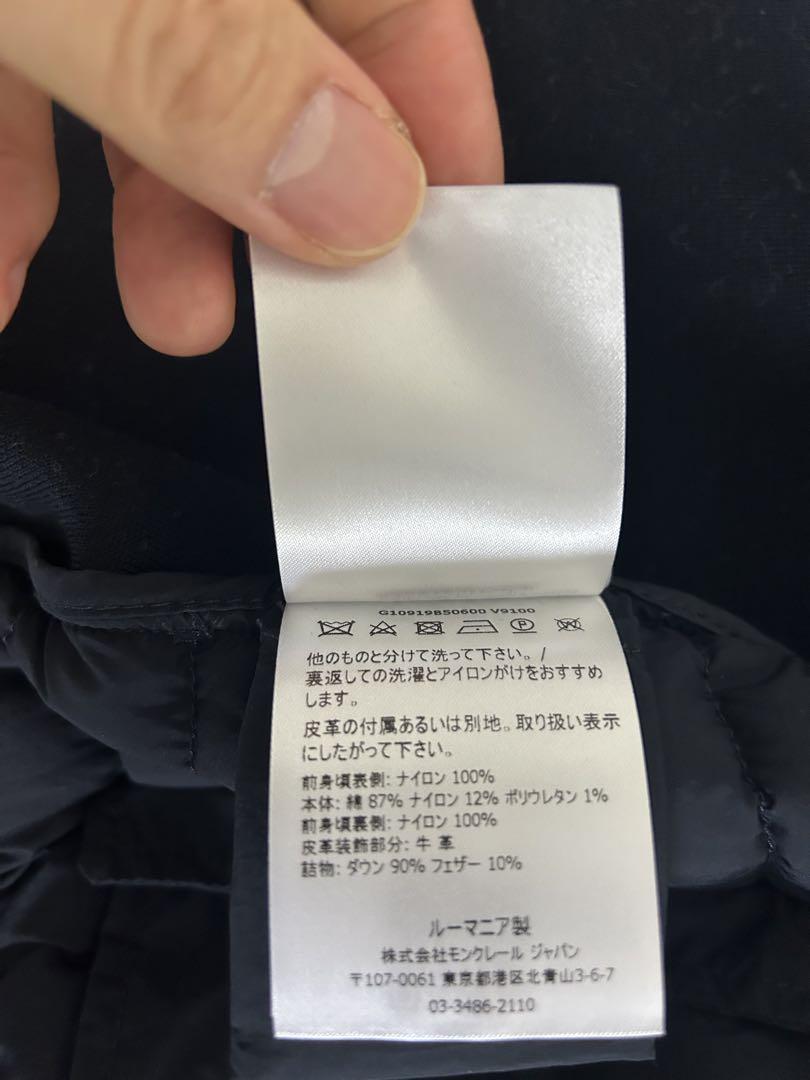 G10919B50600 V9100
他のものと分けて洗って下さい。/
裏返しての洗濯とアイロンがけをおすすめ
します。
皮革の付属あるいは別地。取り扱い表示
にしたがって下さい。
前身頃表側: ナイロン 100%
本体: 綿 87% ナイロン 12% ポリウレタン 1%
前身頃裏側: ナイロン 100%
皮革装飾部分: 牛 革
詰物: ダウン 90% フェザー 10%
ルーマニア製
株式会社モンクレール ジャパン
〒107-0061 東京都港区北青山3-6-7
03-3486-2110